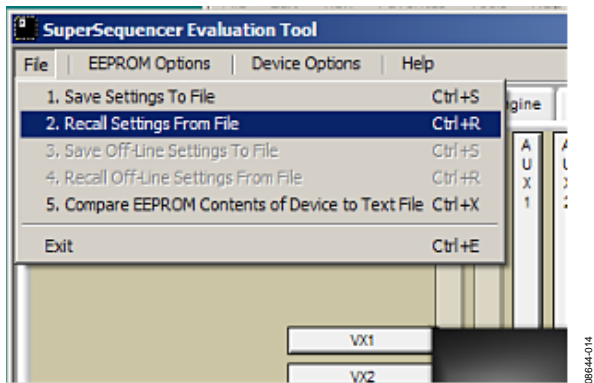 SuperSequencer Evaluation Tool
File | EEPROM Options | Device Options | Help
1. Save Settings To File Ctrl+S
2. Recall Settings From File Ctrl+R
3. Save Off-Line Settings To File Ctrl+S
4. Recall Off-Line Settings From File Ctrl+R
5. Compare EEPROM Contents of Device to Text File Ctrl+X
Exit Ctrl+E
gine
A
U
X
1
VX1
VX2
08644-014